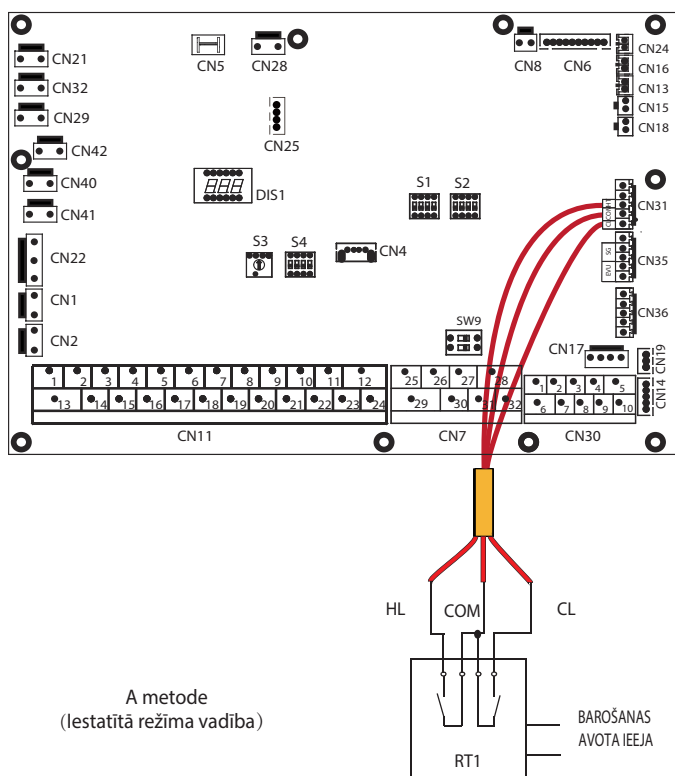 CN21
CN32
CN29
CN42
CN40
CN41
CN22
CN1
CN2
CN5
CN28
CN25
DIS1
S1 S2
S3 S4
CN4
SW9
CN8 CN6
CN24
CN16
CN13
CN15
CN18
CN31
CN35
SG
EVU
CN36
CN17
CN19
CN14
1 2 3 4 5 6 7 8 9 10 11 12
13 14 15 16 17 18 19 20 21 22 23 24
CN11
25 26 27 28
29 30 31 32
CN7
1 2 3 4 5
6 7 8 9 10
CN30
HL COM CL
A metode
(Iestatītā režīma vadība)
RT1
BAROŠANAS
AVOTA IEEJA